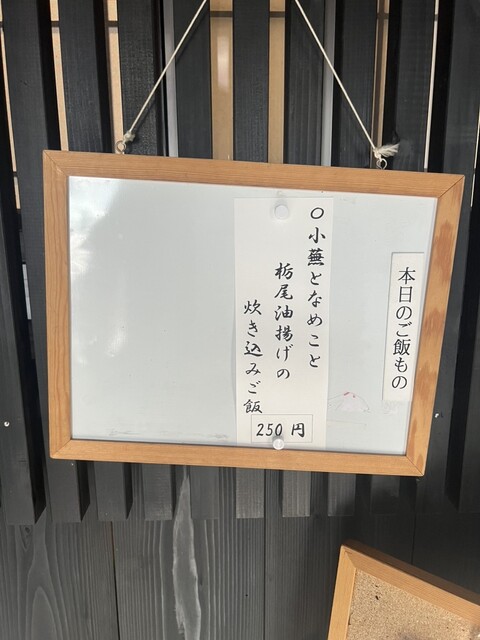 本日のご飯もの
○小蕪となめこと
栃尾油揚げの
炊き込みご飯
250円